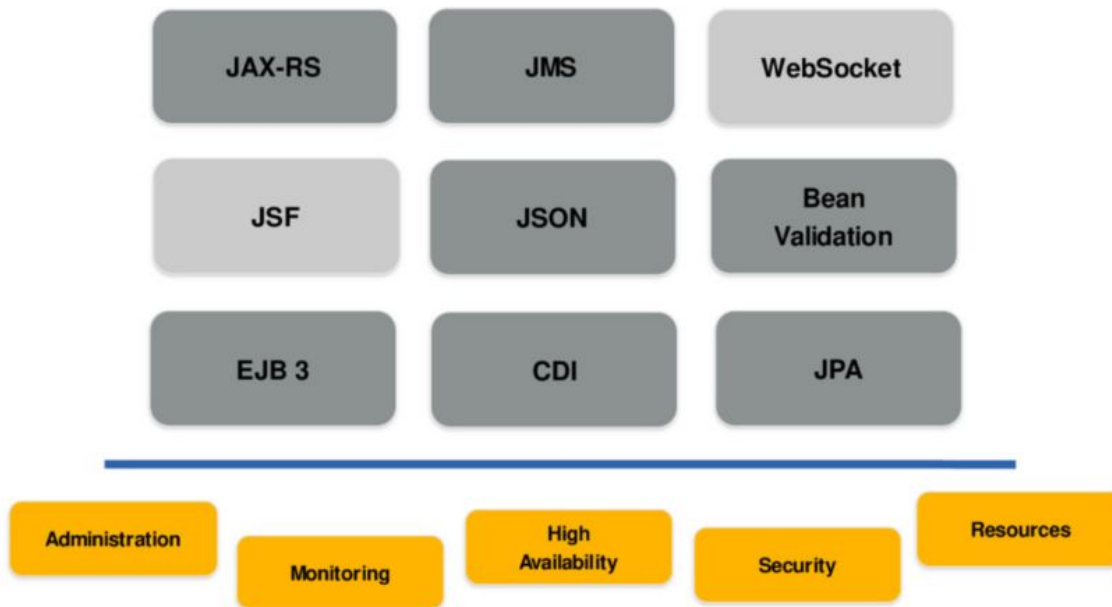 JAX-RS
JMS
WebSocket
JSF
JSON
Bean
Validation
EJB 3
CDI
JPA
Administration
Monitoring
High
Availability
Security
Resources